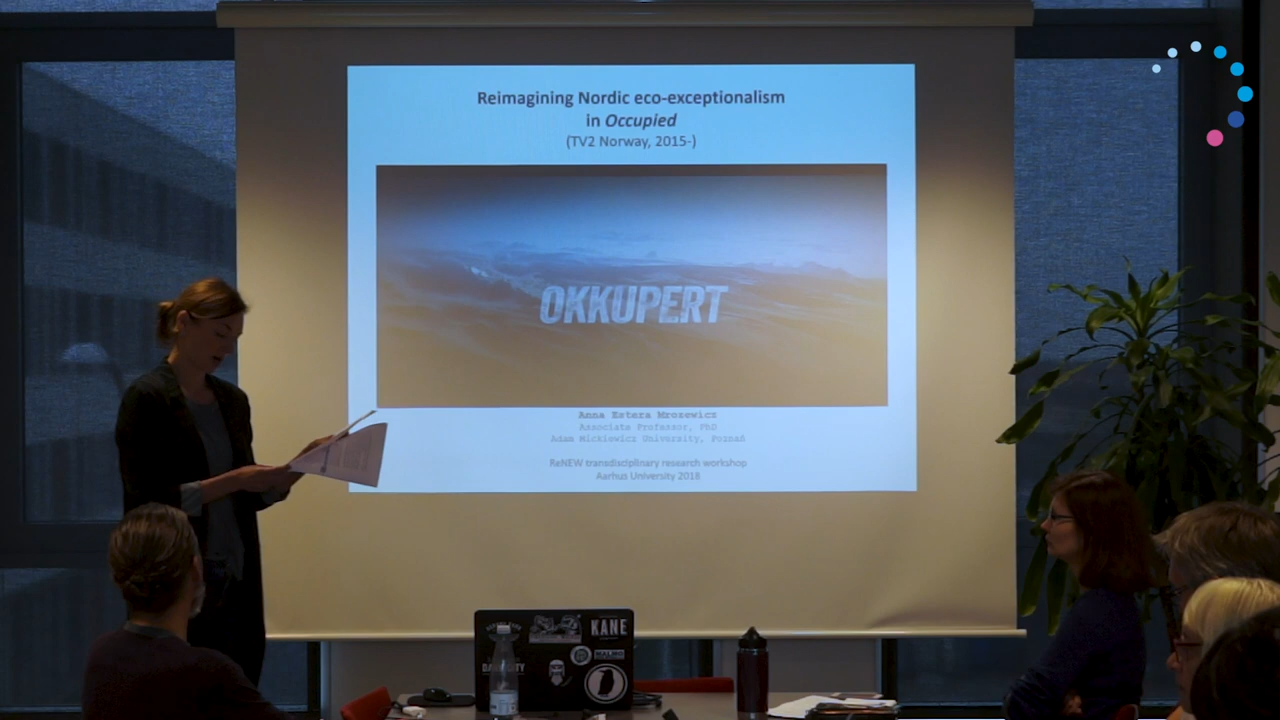 Reimagining Nordic eco-exceptionalism
in Occupied
(TV2 Norway, 2015-)
OKKUPERT
Anna Estera Mrozewicz
Associate Professor, PhD
Adam Mickiewicz University, Poznań
ReNEW transdisciplinary research workshop
Aarhus University 2018
KANE
MALMÖ